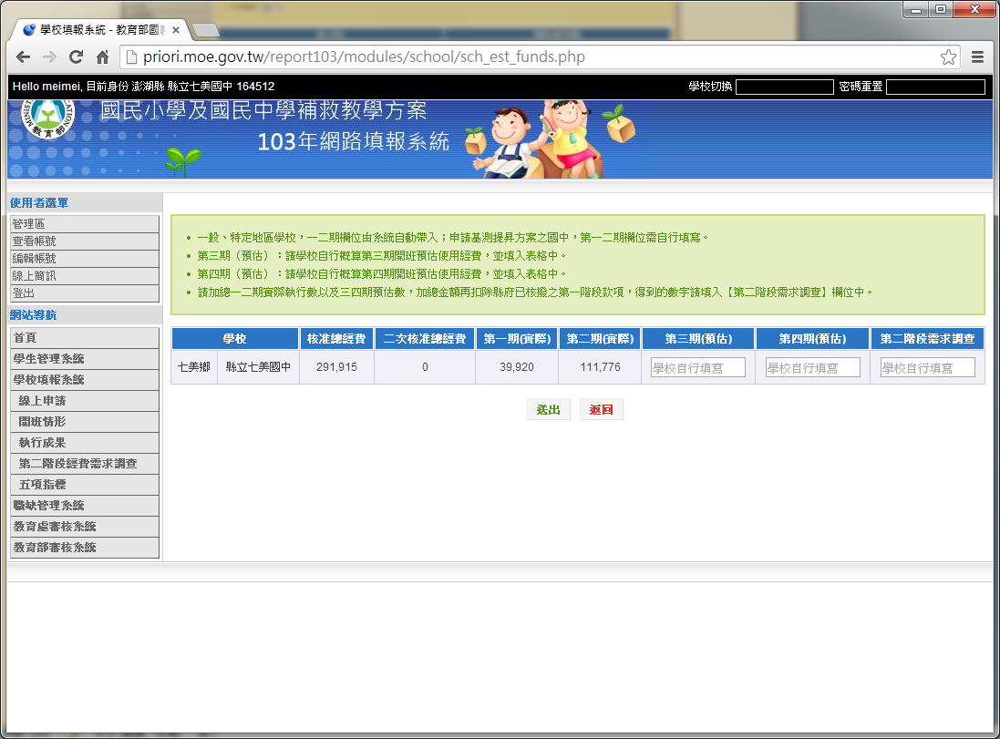 學校填報系統 - 教育部國
priori.moe.gov.tw/report103/modules/school/sch_est_funds.php
Hello meimei, 目前身份 澎湖縣 縣立七美國中 164512 學校切換 密碼重置
國民小學及國民中學補救教學方案
103年網路填報系統
使用者選單
管理區
查看帳號
編輯帳號
線上簡訊
登出
網站導航
首頁
學生管理系統
學校填報系統
線上申請
開班情形
執行成果
第二階段經費需求調查
五項指標
職缺管理系統
教育處審核系統
教育部審核系統
一般、特定地區學校，一二期欄位由系統自動帶入；申請基測提昇方案之國中，第一二期欄位需自行填寫。
第三期（預估）：請學校自行概算第三期開班預估使用經費，並填入表格中。
第四期（預估）：請學校自行概算第四期開班預估使用經費，並填入表格中。
請加總一二期實際執行數以及三四期預估數，加總金額再扣除縣府已核撥之第一階段款項，得到的數字請填入【第二階段需求調查】欄位中。
學校 核准總經費 二次核准總經費 第一期(實際) 第二期(實際) 第三期(預估) 第四期(預估) 第二階段需求調查
七美鄉 縣立七美國中 291,915 0 39,920 111,776 學校自行填寫 學校自行填寫 學校自行填寫
送出 返回